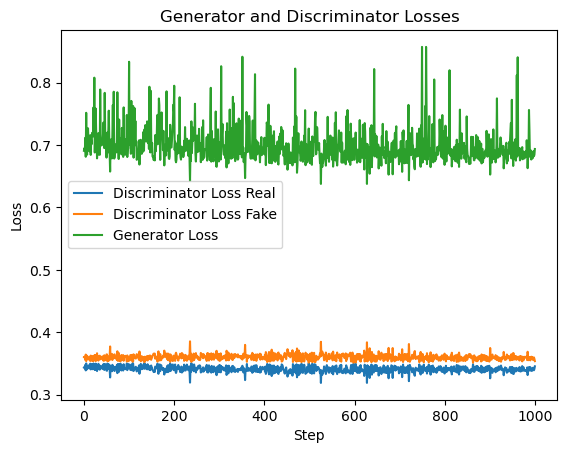 Generator and Discriminator Losses
Loss
0.8
0.7
0.6
0.5
0.4
0.3
Discriminator Loss Real
Discriminator Loss Fake
Generator Loss
0 200 400 600 800 1000
Step